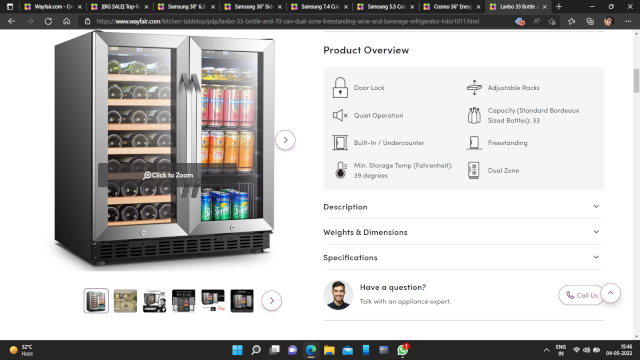 Wayfair.com - O
[BIG SALE] Top-R
Samsung 30" 6.3
Samsung 36" Sid
Samsung 7.4 Cu
Samsung 5.5 Cub
Cosmo 36" Energ
Lanbo 33 Bottle a
https://www.wayfair.com/kitchen-tabletop/pdp/lanbo-33-bottle-and-70-can-dual-zone-freestanding-wine-and-beverage-refrigerator-lnbo1011.html
Product Overview
Door Lock
Adjustable Racks
Quiet Operation
Capacity (Standard Bordeaux
Sized Bottles): 33
Built-In / Undercounter
Freestanding
Min. Storage Temp (Fahrenheit):
39 degrees
Dual Zone
Click to Zoom
Sprite
Description
Weights & Dimensions
Specifications
Have a question?
Talk with an appliance expert.
Call Us
32°C
Haze
ENG
IN
15:46
04-05-2022